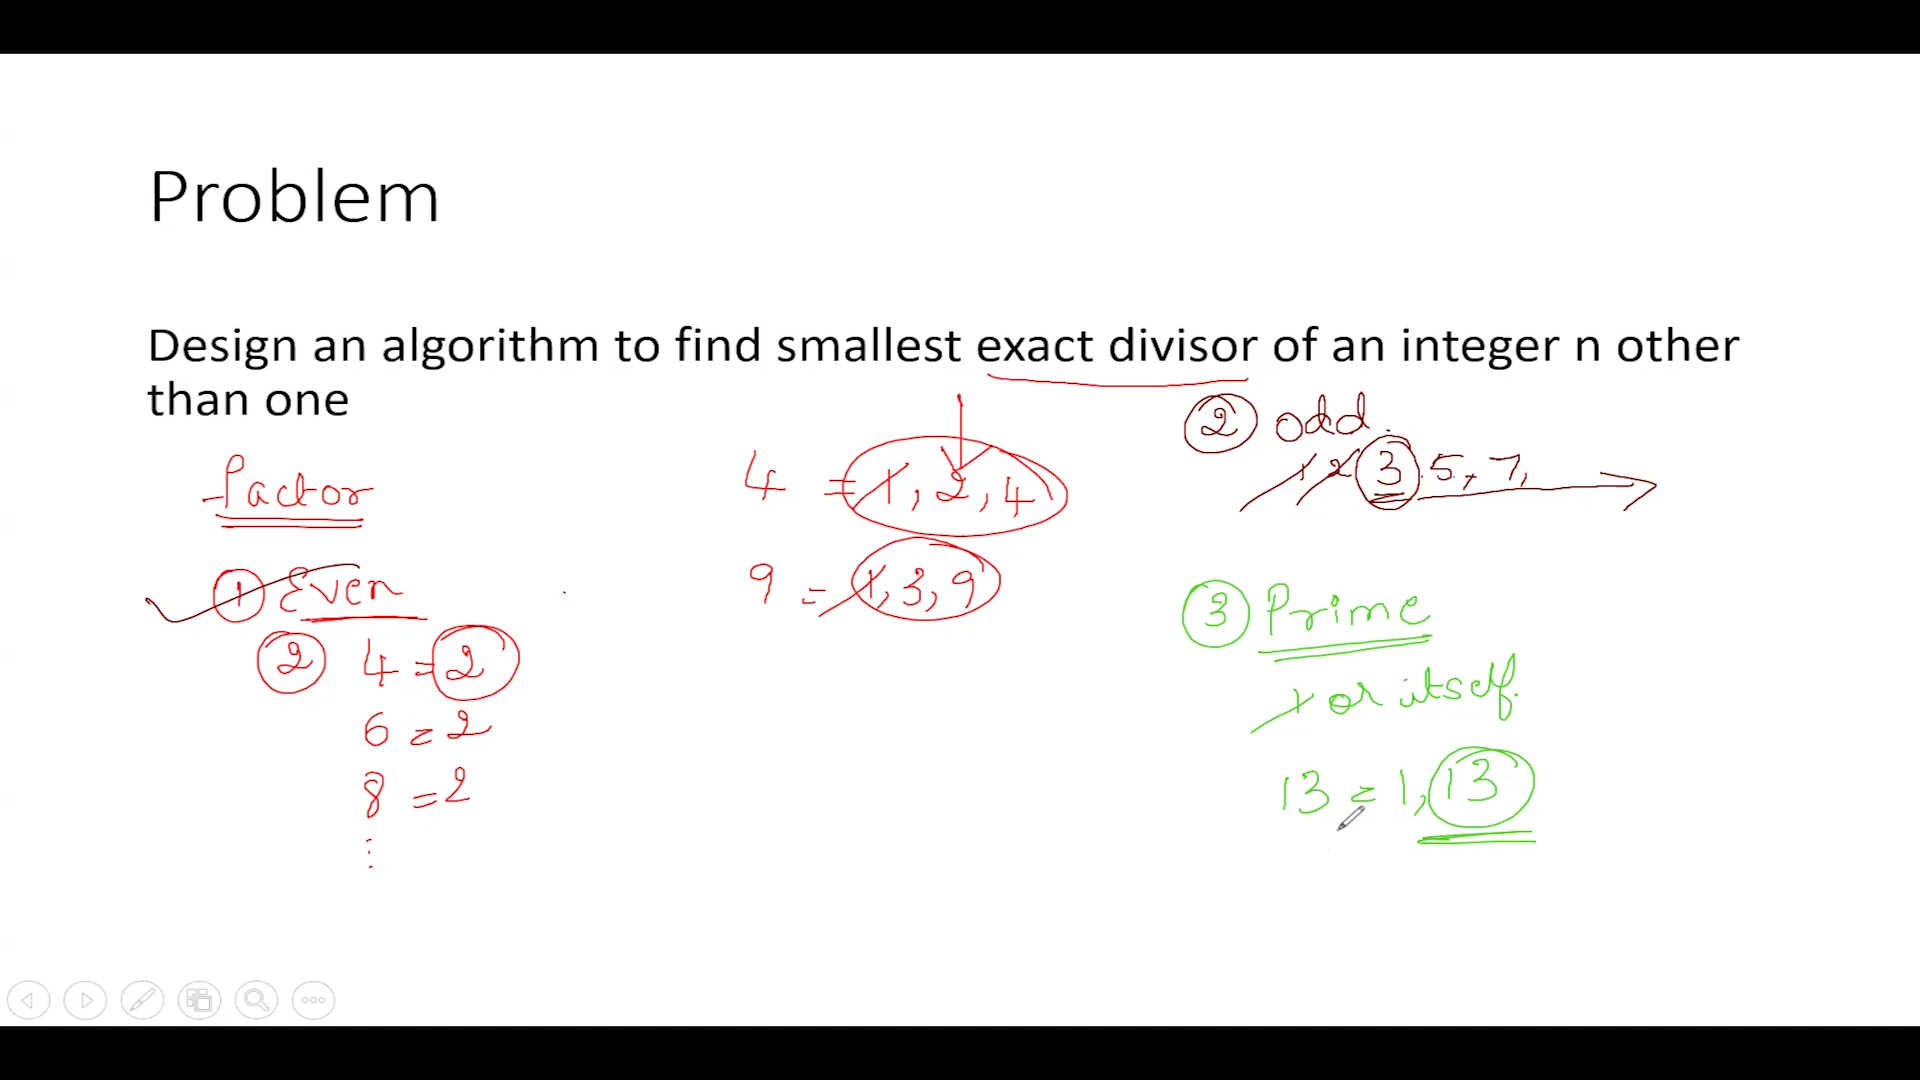 Problem
Design an algorithm to find smallest exact divisor of an integer n other
than one
Factor
① Even
② 4 = 2
6 = 2
8 = 2
⋮
4 = 1, 2, 4
9 = 1, 3, 9
② odd.
1 2 3 5, 7,
③ Prime
1 or itself.
13 = 1, 13